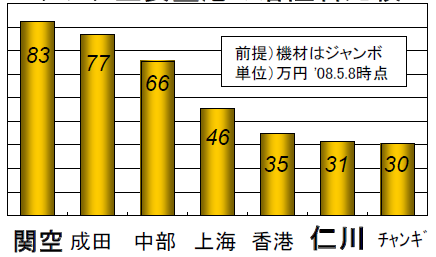 前提)機材はジャンボ
単位)万円 '08.5.8時点
83
77
66
46
35
31
30
関空 成田 中部 上海 香港 仁川 ﾁｬﾝｷﾞ